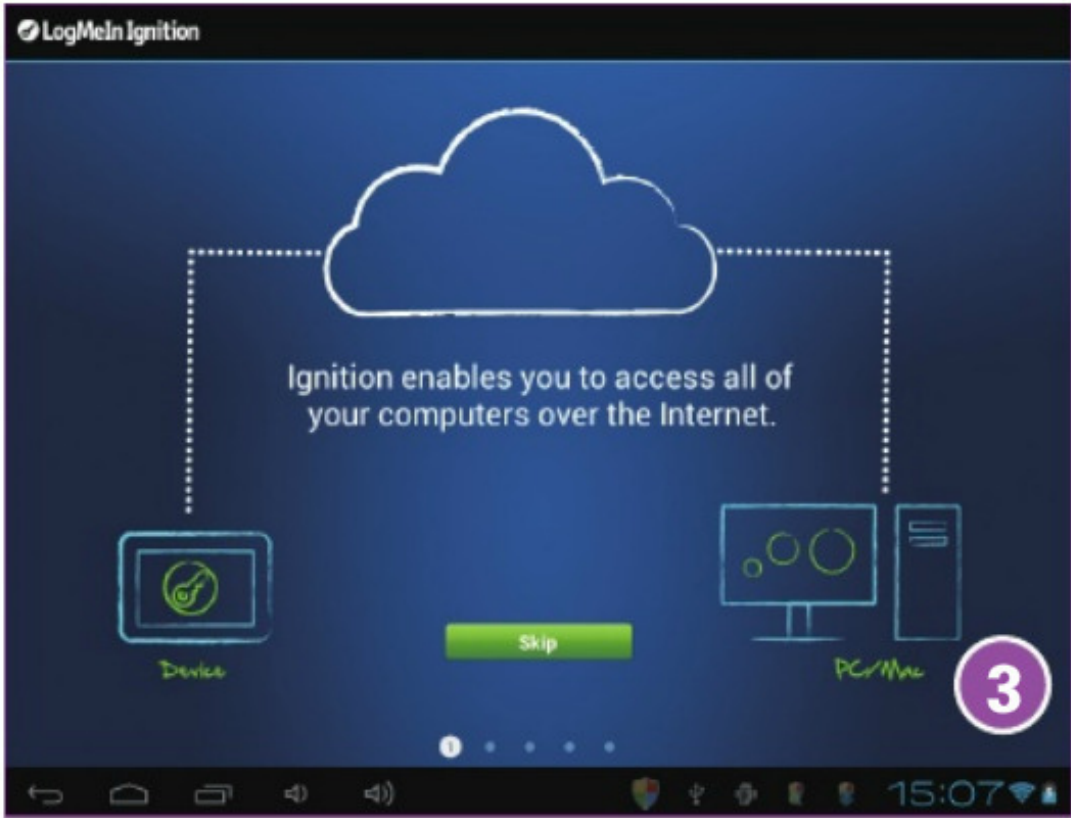 LogMeIn Ignition
Ignition enables you to access all of
your computers over the Internet.
Skip
Device
PC/Mac
3
1
15:07